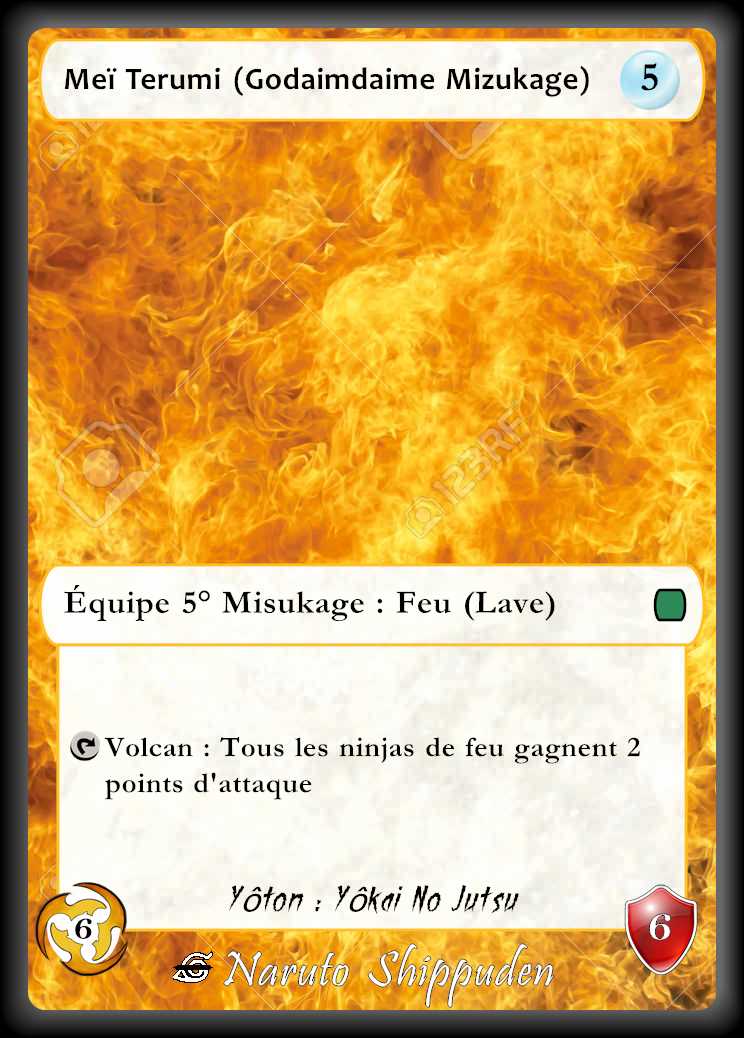 Meï Terumi (Godaimdaime Mizukage)
5
123RF
Équipe 5° Misukage : Feu (Lave)
Volcan : Tous les ninjas de feu gagnent 2
points d'attaque
Yôton : Yôkai No Jutsu
6
6
Naruto Shippuden